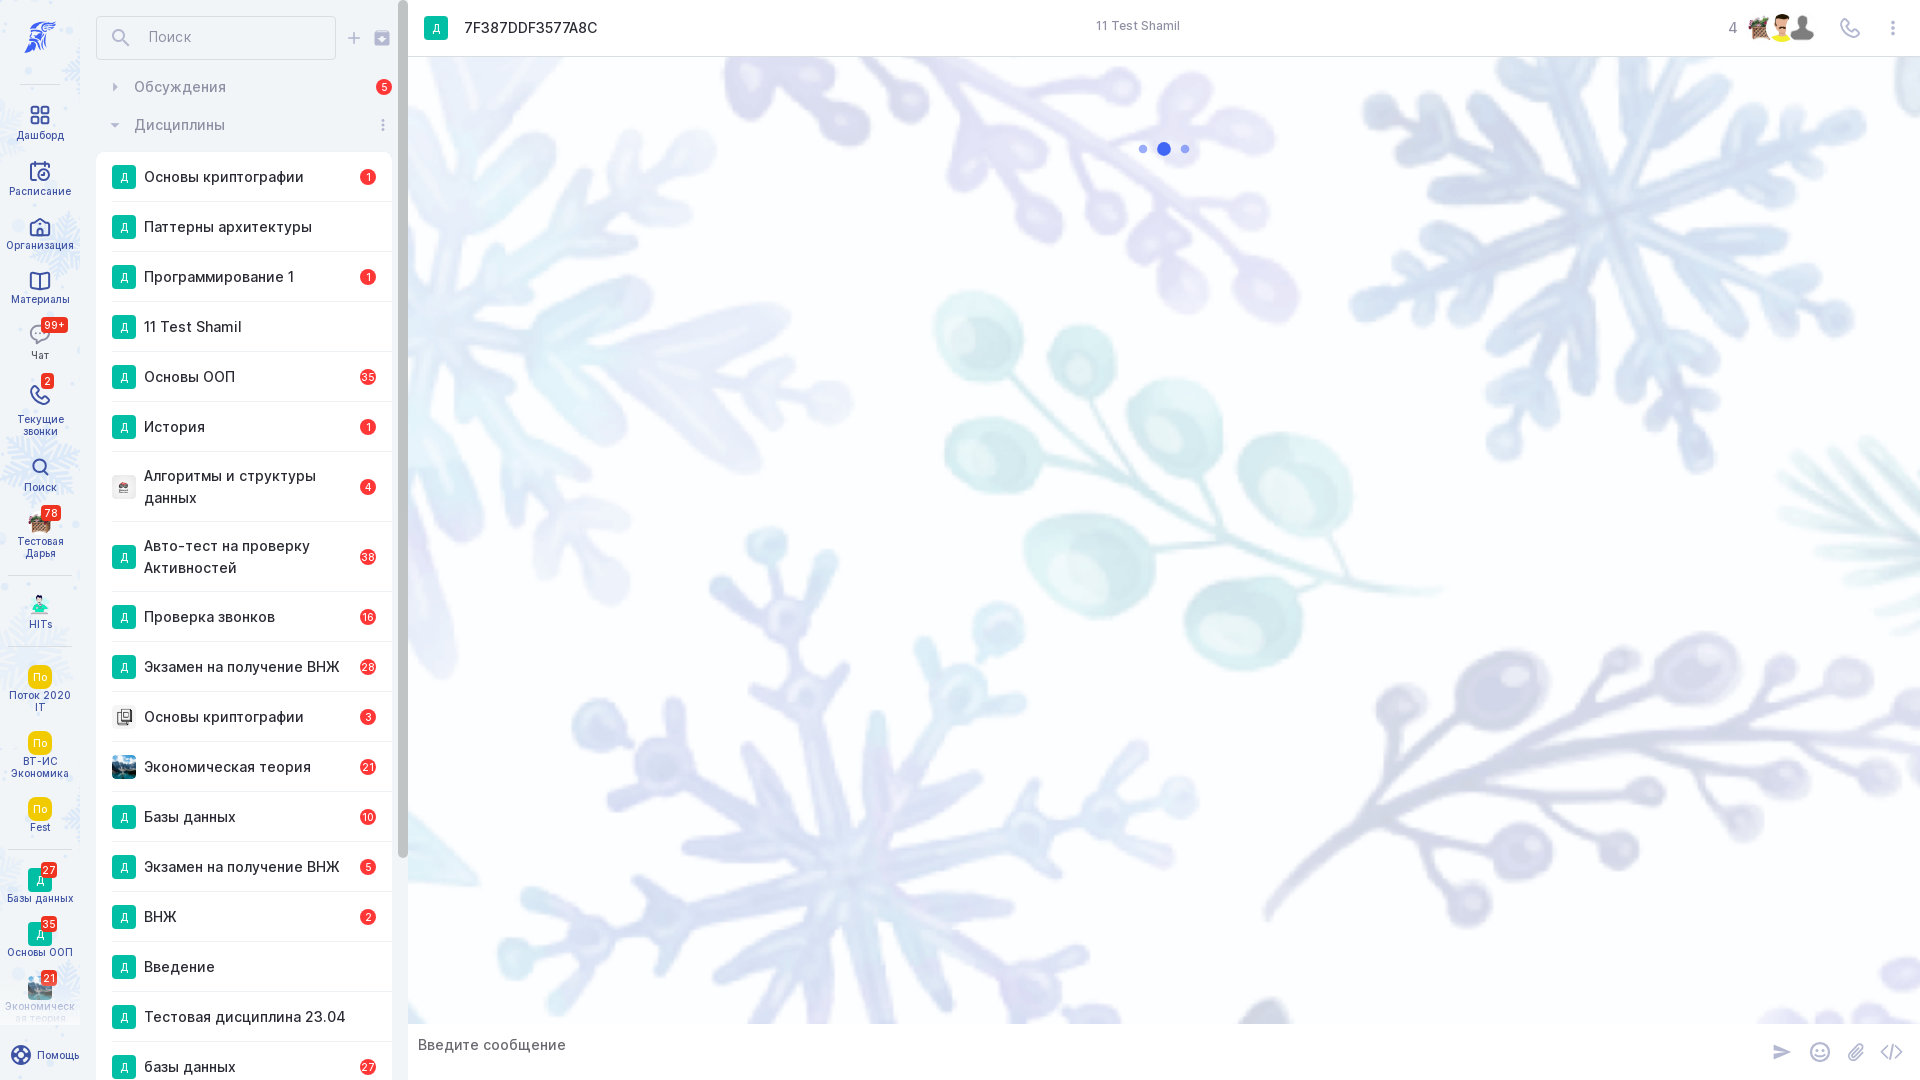 Дашборд
Расписание
Организация
Материалы
99+
Чат
2
Текущие
звонки
Поиск
78
Тестовая
Дарья
HITs
По
Поток 2020
IT
По
ВТ-ИС
Экономика
По
Fest
27
Д
Базы данных
35
Д
Основы ООП
21
Экономическ
ая теория
Помощь
Поиск
Обсуждения
5
Дисциплины
Д
Основы криптографии
1
Д
Паттерны архитектуры
Д
Программирование 1
1
Д
11 Test Shamil
Д
Основы ООП
35
Д
История
1
Алгоритмы и структуры
данных
4
Д
Авто-тест на проверку
Активностей
38
Д
Проверка звонков
16
Д
Экзамен на получение ВНЖ
28
Основы криптографии
3
Экономическая теория
21
Д
Базы данных
10
Д
Экзамен на получение ВНЖ
5
Д
ВНЖ
2
Д
Введение
Д
Тестовая дисциплина 23.04
Д
базы данных
27
Д
7F387DDF3577A8C
11 Test Shamil
4
Введите сообщение